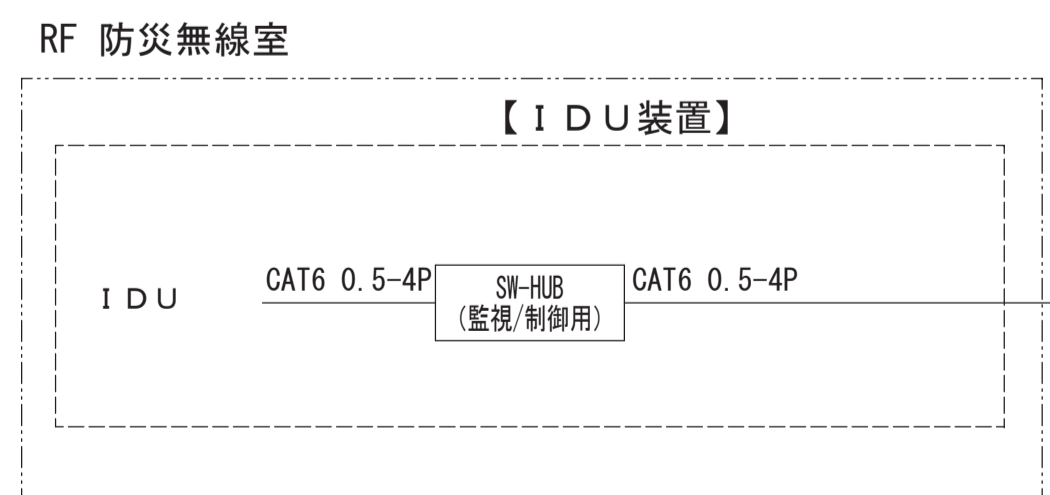 RF 防災無線室
【ＩＤＵ装置】
ＩＤＵ
CAT6 0.5-4P
SW-HUB
(監視/制御用)
CAT6 0.5-4P